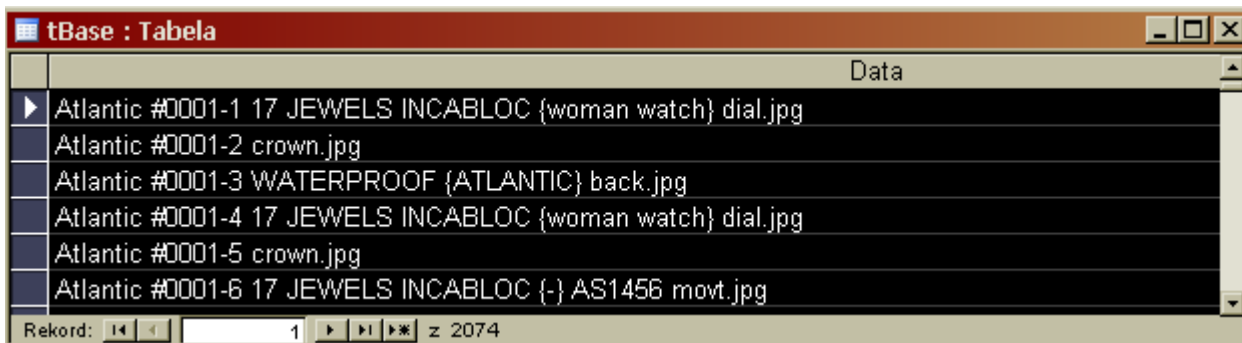 tBase : Tabela
Data
Atlantic #0001-1 17 JEWELS INCABLOC {woman watch} dial.jpg
Atlantic #0001-2 crown.jpg
Atlantic #0001-3 WATERPROOF {ATLANTIC} back.jpg
Atlantic #0001-4 17 JEWELS INCABLOC {woman watch} dial.jpg
Atlantic #0001-5 crown.jpg
Atlantic #0001-6 17 JEWELS INCABLOC {-} AS1456 movt.jpg
Rekord: 1 z 2074